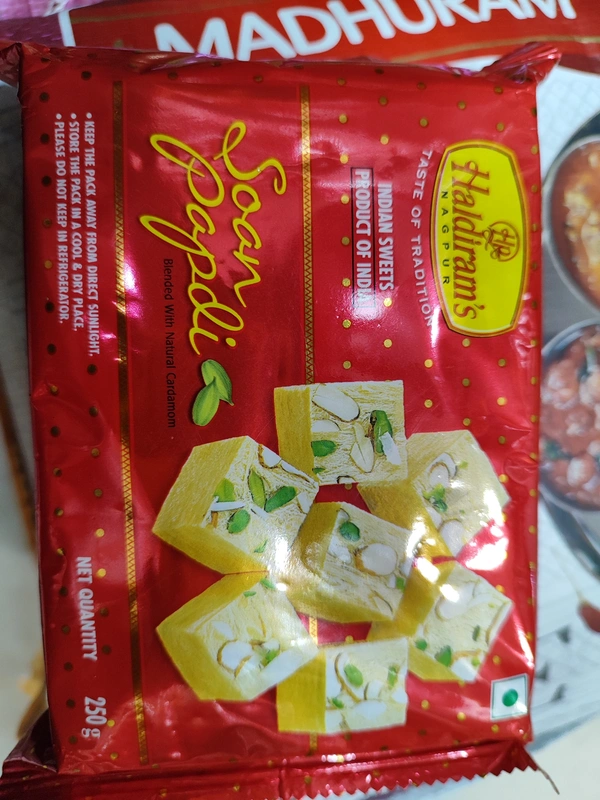 MADHURAM
HR
Haldiram's
NAGPUR
TASTE OF TRADITION
INDIAN SWEETS
PRODUCT OF INDIA
Soan
Papdi
Blended With Natural Cardamom
• KEEP THE PACK AWAY FROM DIRECT SUNLIGHT.
• STORE THE PACK IN A COOL & DRY PLACE.
• PLEASE DO NOT KEEP IN REFRIGERATOR.
NET QUANTITY 250g